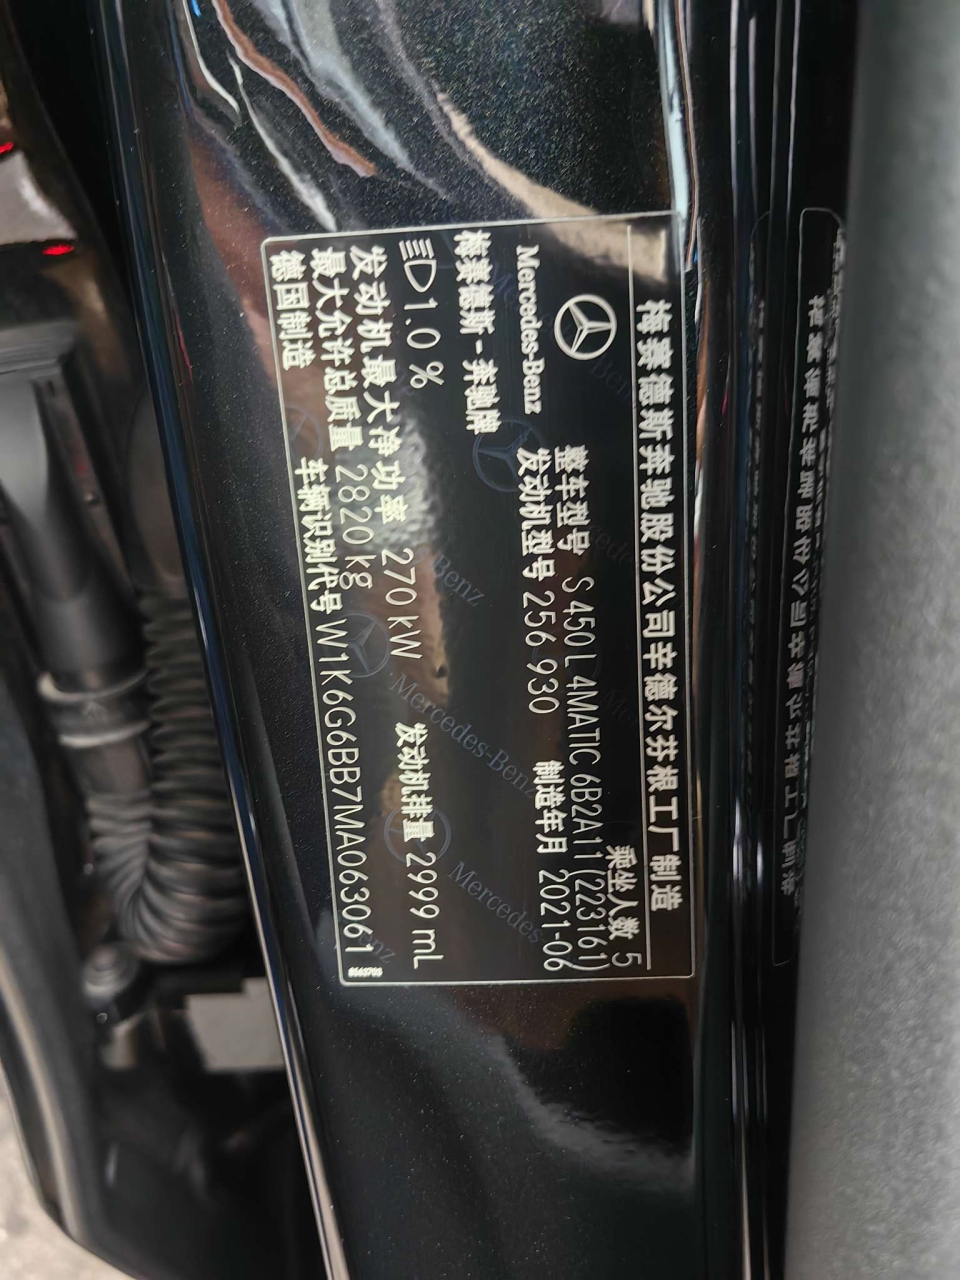 梅赛德斯奔驰股份公司辛德尔芬根工厂制造
乘坐人数 5
整车型号 S 450 L 4MATIC 6B2A11(223161)
Mercedes-Benz
发动机型号 256 930 制造年月 2021-06
梅赛德斯-奔驰牌
1.0 %
发动机最大净功率 270 kW 发动机排量 2999 mL
最大允许总质量 2820 kg
德国制造 车辆识别代号 W1K6G6BB7MA063061